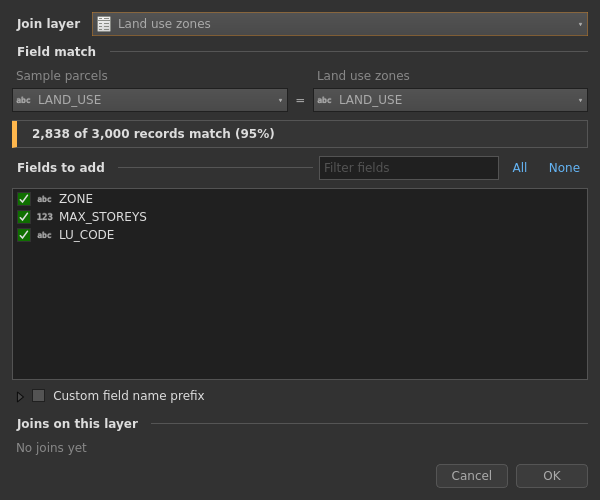 Join layer Land use zones
Field match
Sample parcels Land use zones
abc LAND_USE = abc LAND_USE
2,838 of 3,000 records match (95%)
Fields to add Filter fields All None
abc ZONE
123 MAX_STOREYS
abc LU_CODE
Custom field name prefix
Joins on this layer
No joins yet
Cancel OK